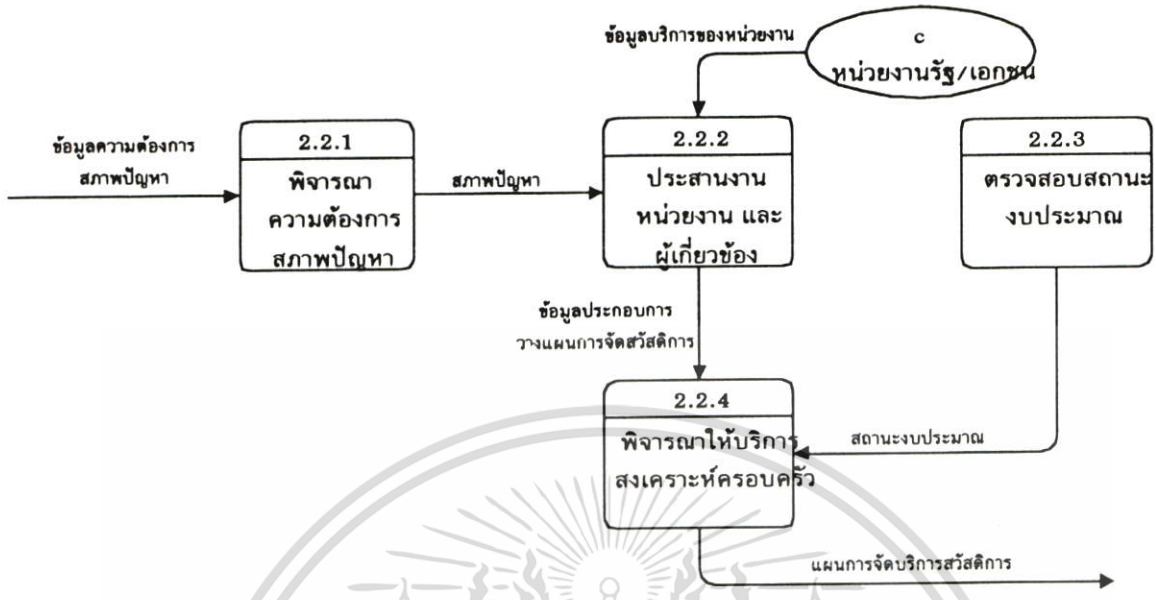 ข้อมูลบริการของหน่วยงาน
c
หน่วยงานรัฐ/เอกชน
ข้อมูลความต้องการ
สภาพปัญหา
2.2.1
พิจารณา
ความต้องการ
สภาพปัญหา
สภาพปัญหา
2.2.2
ประสานงาน
หน่วยงาน และ
ผู้เกี่ยวข้อง
2.2.3
ตรวจสอบสถานะ
งบประมาณ
ข้อมูลประกอบการ
วางแผนการจัดสวัสดิการ
2.2.4
พิจารณาให้บริการ
สงเคราะห์ครอบครัว
สถานะงบประมาณ
แผนการจัดบริการสวัสดิการ